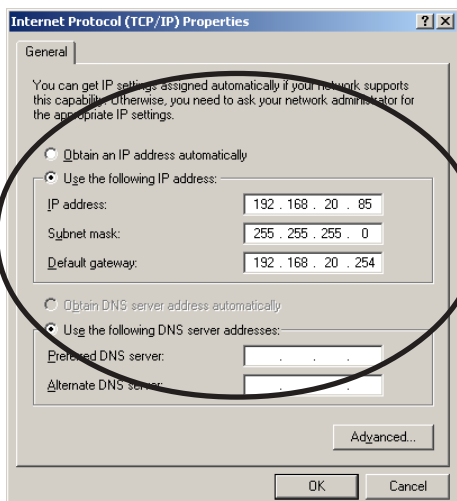 Internet Protocol (TCP/IP) Properties
General
You can get IP settings assigned automatically if your network supports
this capability. Otherwise, you need to ask your network administrator for
the appropriate IP settings.
Obtain an IP address automatically
Use the following IP address:
IP address: 192 . 168 . 20 . 85
Subnet mask: 255 . 255 . 255 . 0
Default gateway: 192 . 168 . 20 . 254
Obtain DNS server address automatically
Use the following DNS server addresses:
Preferred DNS server: . . .
Alternate DNS server: . . .
Advanced...
OK Cancel